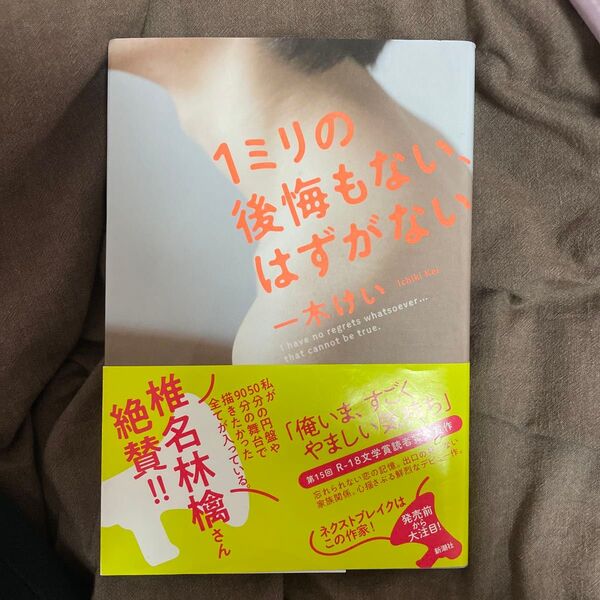 1ミリの
後悔もない、
はずがない
一木けい Ichiki Kei
I have no regrets whatsoever...
that cannot be true.
私が
50分の円盤や
90分の舞台で
描きたかった
全てが入っている。
椎名林檎さん
絶賛!!
「俺いま、すごく
やましい気持ち」
第15回 R-18文学賞読者賞
作
忘れられない恋の記憶。出口の
家族関係。心揺さぶる鮮烈なデビュー作。
ネクストブレイクは
この作家!
発売前
から
大注目!
新潮社